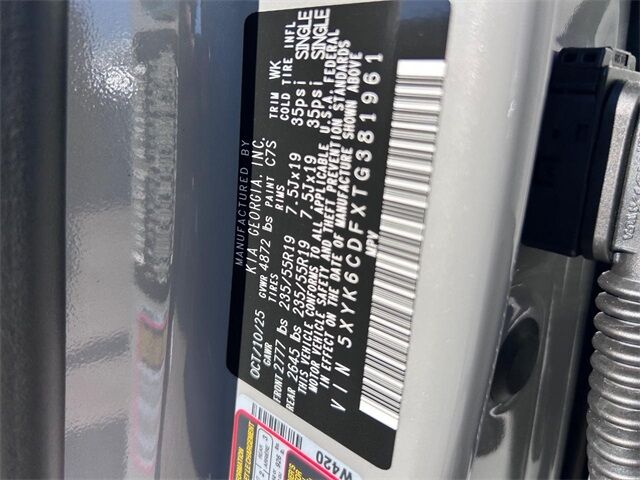 MANUFACTURED BY
KIA GEORGIA, INC.
OCT/10/25 GVWR 4872 lbs PAINT C7S TRIM WK
GAWR TIRES RIMS COLD TIRE INFL
FRONT 2777 lbs 235/55R19 7.5Jx19 35psi SINGLE
REAR 2645 lbs 235/55R19 7.5Jx19 35psi SINGLE
THIS VEHICLE CONFORMS TO ALL APPLICABLE U.S.A. FEDERAL
MOTOR VEHICLE SAFETY AND THEFT PREVENTION STANDARDS
IN EFFECT ON THE DATE OF MANUFACTURE SHOWN ABOVE
VIN 5XYK6CDFXTG381961
MPV
W420